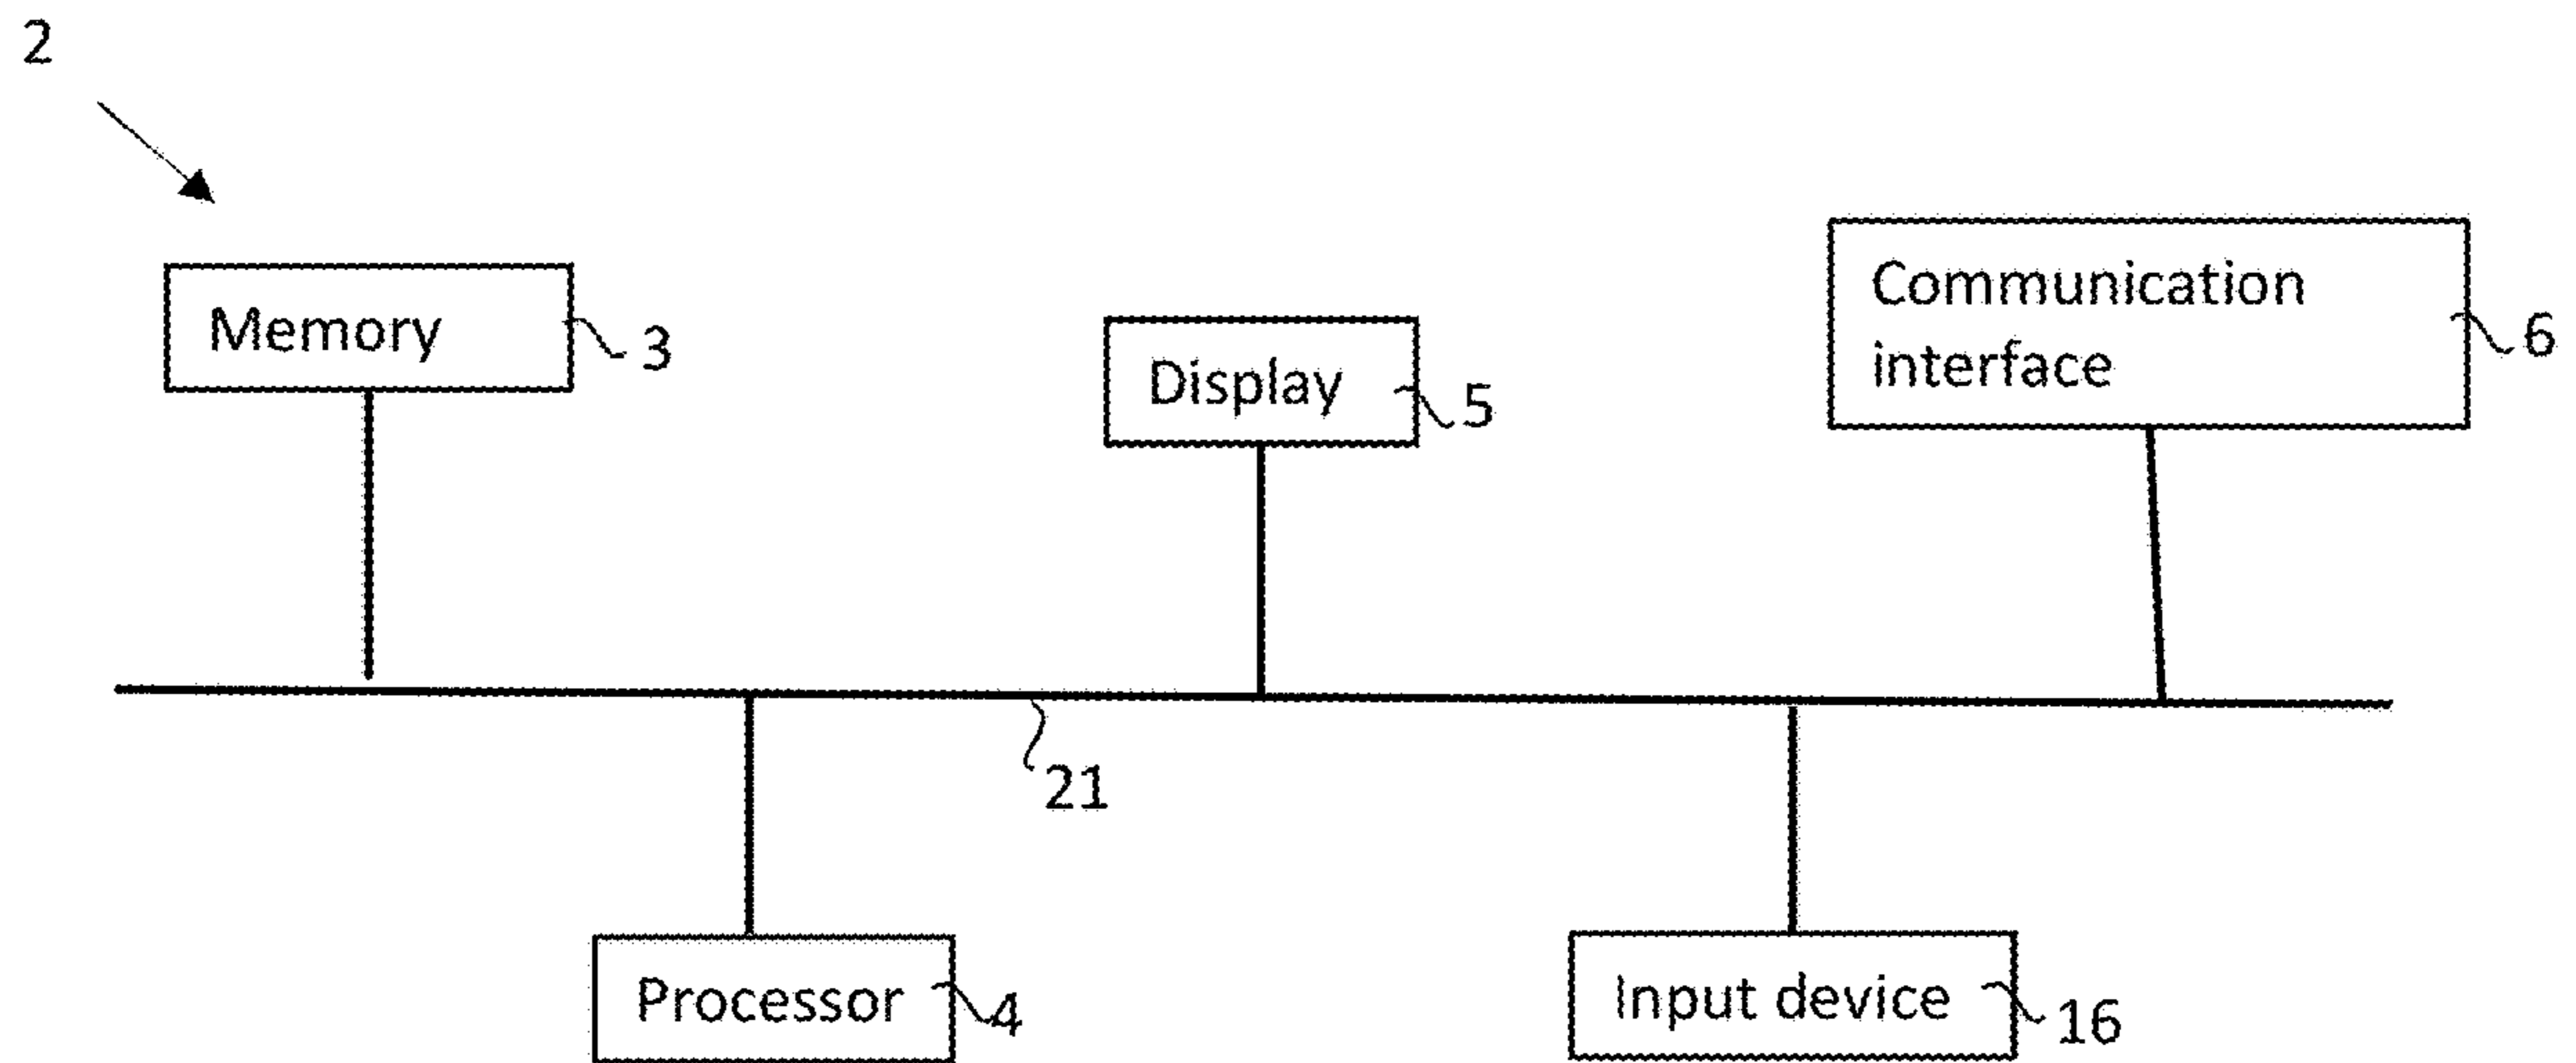 2
Memory
3
Display
5
Communication
interface
6
21
Processor
4
Input device
16